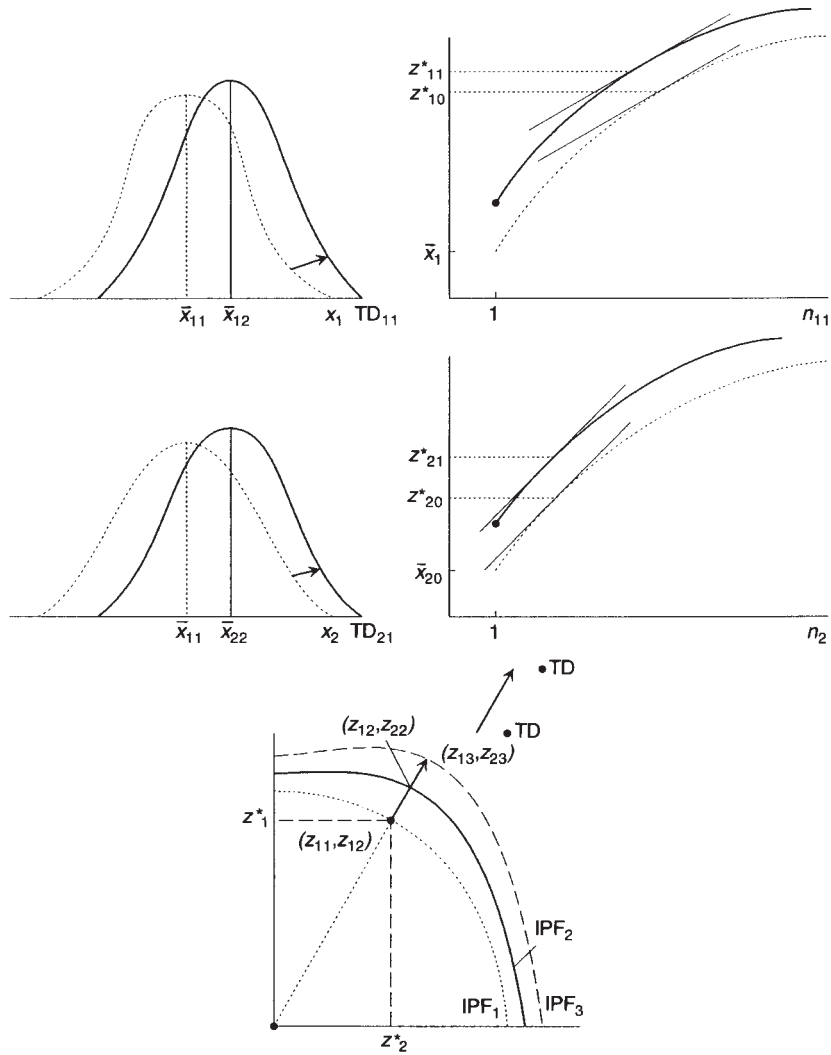 z*₁₁
z*₁₀
x̄₁
x̄₁₁ x̄₁₂ x₁ TD₁₁
1 n₁₁
z*₂₁
z*₂₀
x̄₂₀
x̄₁₁ x̄₂₂ x₂ TD₂₁
1 n₂
TD
TD
(z₁₂,z₂₂)
(z₁₃,z₂₃)
z*₁
(z₁₁,z₁₂)
IPF₂
IPF₁ IPF₃
z*₂